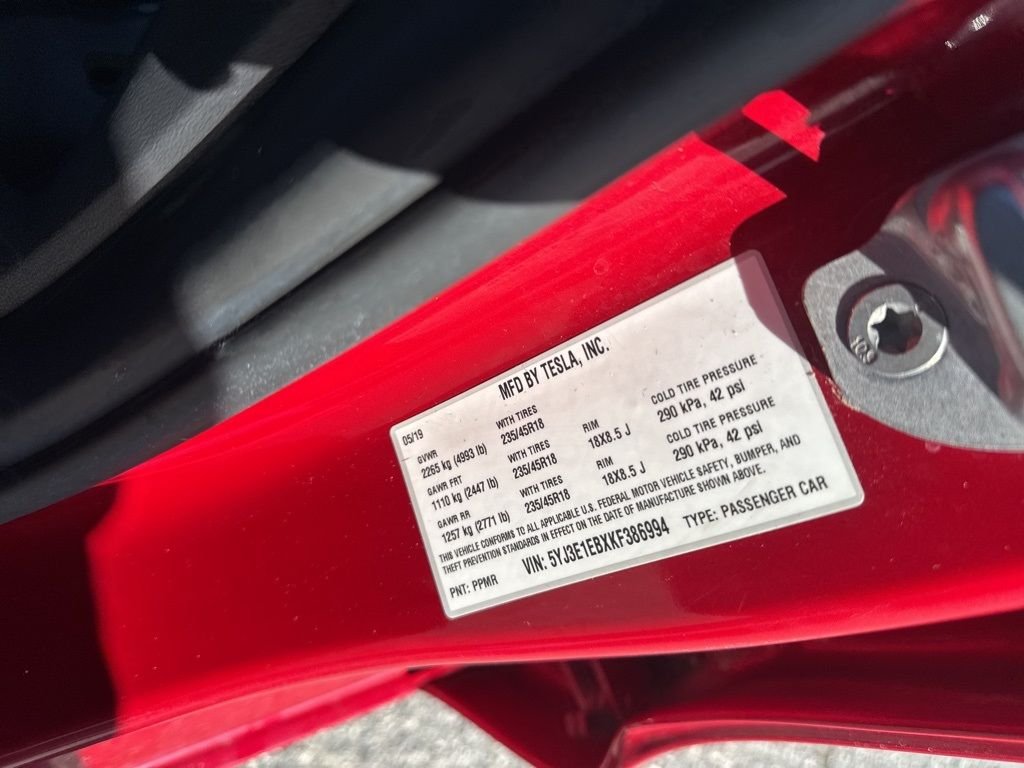 MFD BY TESLA, INC.
05/19
GVWR
2265 kg (4993 lb)
WITH TIRES
235/45R18
RIM
18X8.5 J
COLD TIRE PRESSURE
290 kPa, 42 psi
GAWR FRT
1110 kg (2447 lb)
WITH TIRES
235/45R18
RIM
18X8.5 J
COLD TIRE PRESSURE
290 kPa, 42 psi
GAWR RR
1257 kg (2771 lb)
WITH TIRES
235/45R18
THIS VEHICLE CONFORMS TO ALL APPLICABLE U.S. FEDERAL MOTOR VEHICLE SAFETY, BUMPER, AND
THEFT PREVENTION STANDARDS IN EFFECT ON THE DATE OF MANUFACTURE SHOWN ABOVE.
PNT: PPMR
VIN: 5YJ3E1EBXKF386994
TYPE: PASSENGER CAR